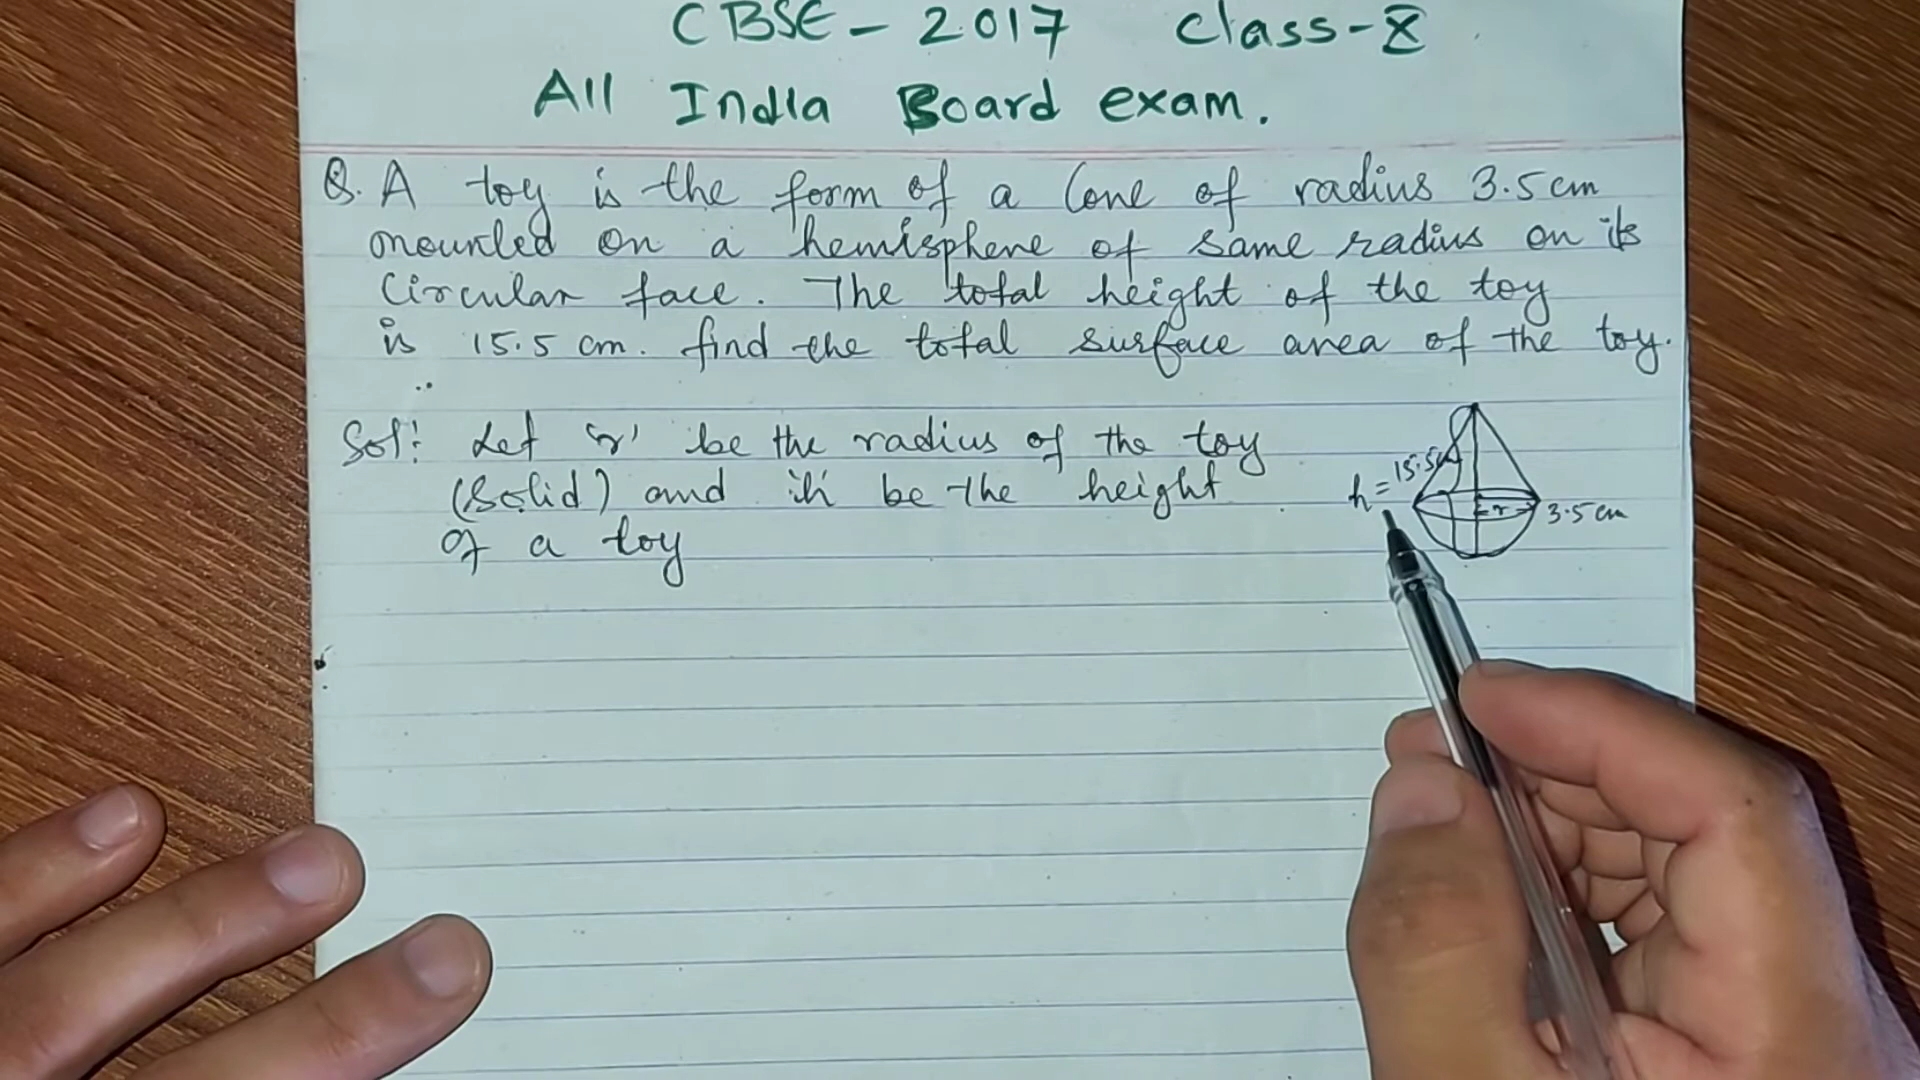 CBSE - 2017 Class-X
All India Board exam.
Q. A toy is the form of a Cone of radius 3.5 cm
mounted on a hemisphere of same radius on its
Circular face. The total height of the toy
is 15.5 cm. find the total surface area of the toy.
Sol: Let 'r' be the radius of the toy
(Solid) and 'h' be the height
of a toy
h = 15.5cm
r
3.5 cm